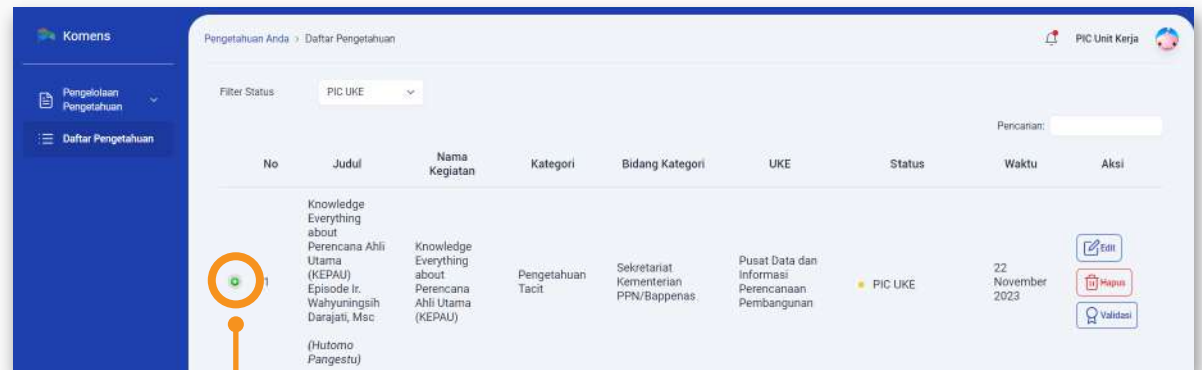 Komens
Pengelolaan
Pengetahuan
Daftar Pengetahuan
Pengetahuan Anda > Daftar Pengetahuan
PIC Unit Kerja
Filter Status
PIC UKE
Pencarian:
No
Judul
Nama
Kegiatan
Kategori
Bidang Kategori
UKE
Status
Waktu
Aksi
1
Knowledge
Everything
about
Perencana Ahli
Utama
(KEPAU)
Episode Ir.
Wahyuningsih
Darajati, Msc
(Hutomo
Pangestu)
Knowledge
Everything
about
Perencana
Ahli Utama
(KEPAU)
Pengetahuan
Tacit
Sekretariat
Kementerian
PPN/Bappenas
Pusat Data dan
Informasi
Perencanaan
Pembangunan
PIC UKE
22
November
2023
Edit
Hapus
Validasi